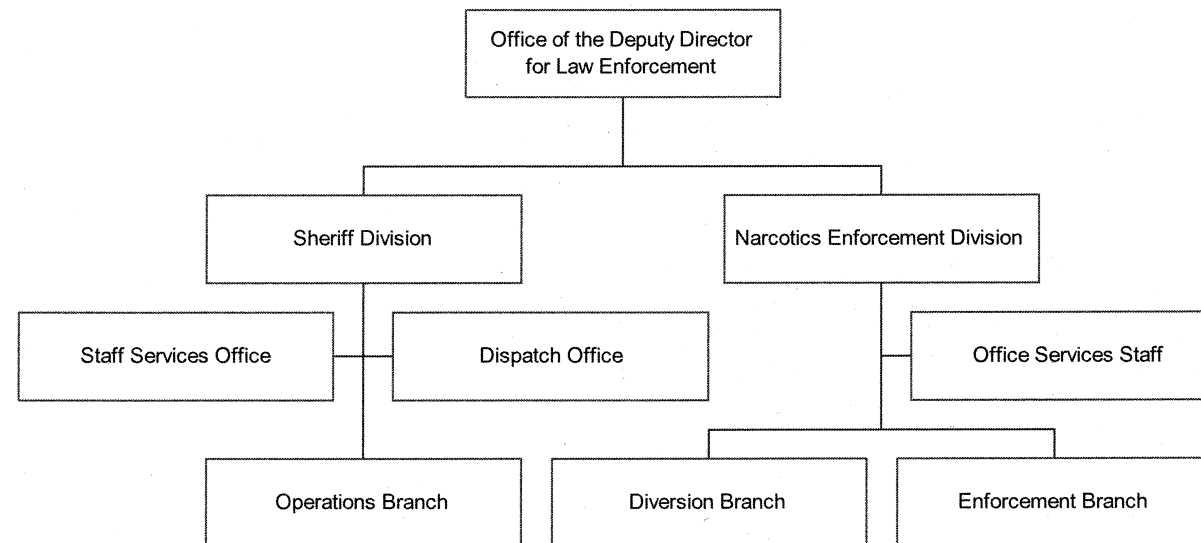 Office of the Deputy Director
for Law Enforcement
Sheriff Division
Narcotics Enforcement Division
Staff Services Office
Dispatch Office
Office Services Staff
Operations Branch
Diversion Branch
Enforcement Branch